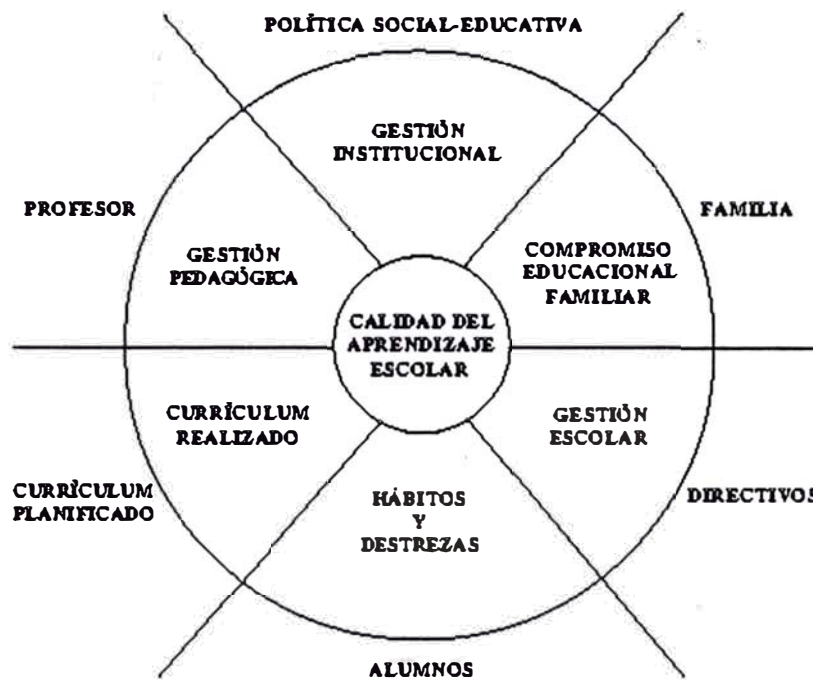 POLÍTICA SOCIAL-EDUCATIVA
GESTIÓN
INSTITUCIONAL
PROFESOR
FAMILIA
GESTIÓN
PEDAGÓGICA
COMPROMISO
EDUCACIONAL
FAMILIAR
CALIDAD DEL
APRENDIZAJE
ESCOLAR
CURRÍCULUM
REALIZADO
GESTIÓN
ESCOLAR
CURRÍCULUM
PLANIFICADO
HÁBITOS
Y
DESTREZAS
DIRECTIVOS
ALUMNOS